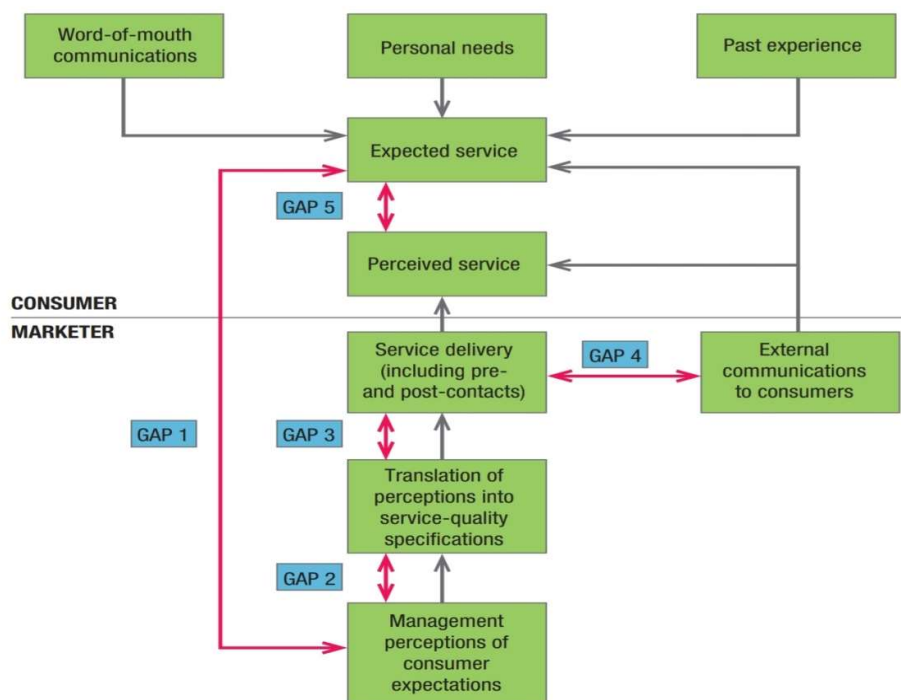 Word-of-mouth
communications
Personal needs
Past experience
Expected service
GAP 5
Perceived service
CONSUMER
MARKETER
Service delivery
(including pre-
and post-contacts)
GAP 4
External
communications
to consumers
GAP 1
GAP 3
Translation of
perceptions into
service-quality
specifications
GAP 2
Management
perceptions of
consumer
expectations